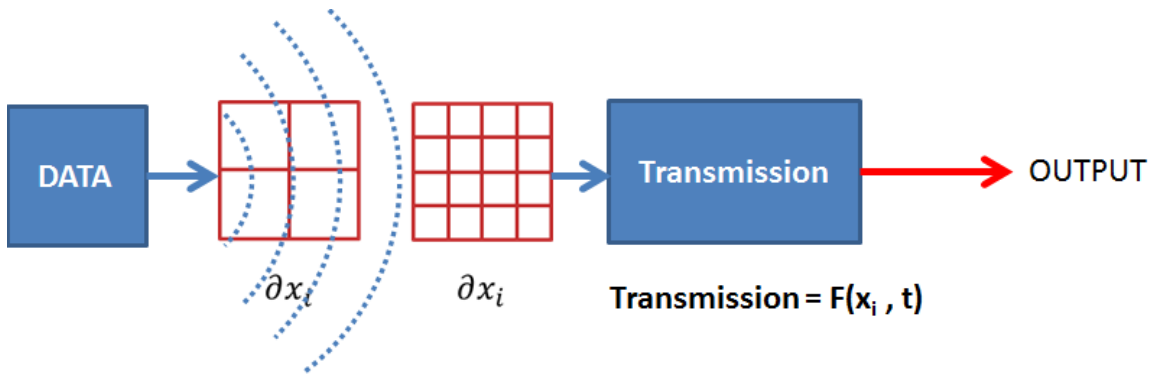 DATA
Transmission
OUTPUT
∂xᵢ
∂xᵢ
Transmission = F(xᵢ , t)